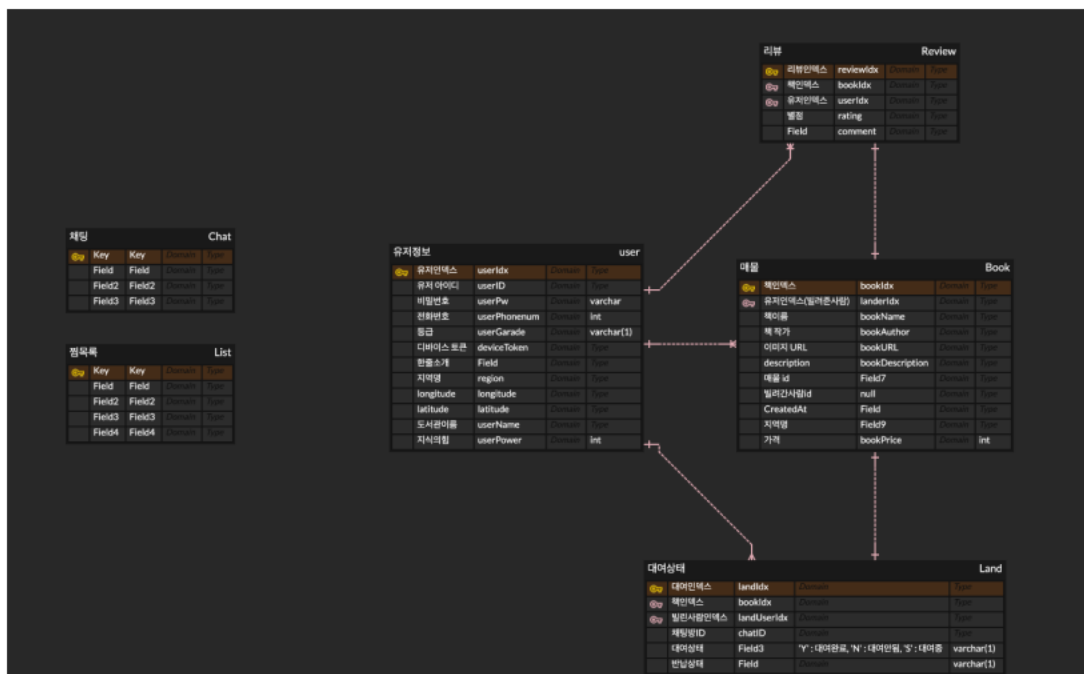 리뷰 Review
리뷰인덱스 reviewIdx Domain Type
책인덱스 bookIdx Domain Type
유저인덱스 userIdx Domain Type
별점 rating Domain Type
Field comment Domain Type
채팅 Chat
Key Key Domain Type
Field Field Domain Type
Field2 Field2 Domain Type
Field3 Field3 Domain Type
찜목록 List
Key Key Domain Type
Field Field Domain Type
Field2 Field2 Domain Type
Field3 Field3 Domain Type
Field4 Field4 Domain Type
유저정보 user
유저인덱스 userIdx Domain Type
유저 아이디 userID Domain Type
비밀번호 userPw Domain varchar
전화번호 userPhonenum Domain int
등급 userGarade Domain varchar(1)
디바이스 토큰 deviceToken Domain Type
한줄소개 Field Domain Type
지역명 region Domain Type
longitude longitude Domain Type
latitude latitude Domain Type
도서관이름 userName Domain Type
지식의힘 userPower Domain int
매물 Book
책인덱스 bookIdx Domain Type
유저인덱스(빌려준사람) landerIdx Domain Type
책이름 bookName Domain Type
책 작가 bookAuthor Domain Type
이미지 URL bookURL Domain Type
description bookDescription Domain Type
매물 id Field7 Domain Type
빌려간사람id null Domain Type
CreatedAt Field Domain Type
지역명 Field9 Domain Type
가격 bookPrice Domain int
대여상태 Land
대여인덱스 landIdx Domain Type
책인덱스 bookIdx Domain Type
빌린사람인덱스 landUserIdx Domain Type
채팅방ID chatID Domain Type
대여상태 Field3 'Y' : 대여완료, 'N' : 대여안됨, 'S' : 대여중 varchar(1)
반납상태 Field Domain varchar(1)